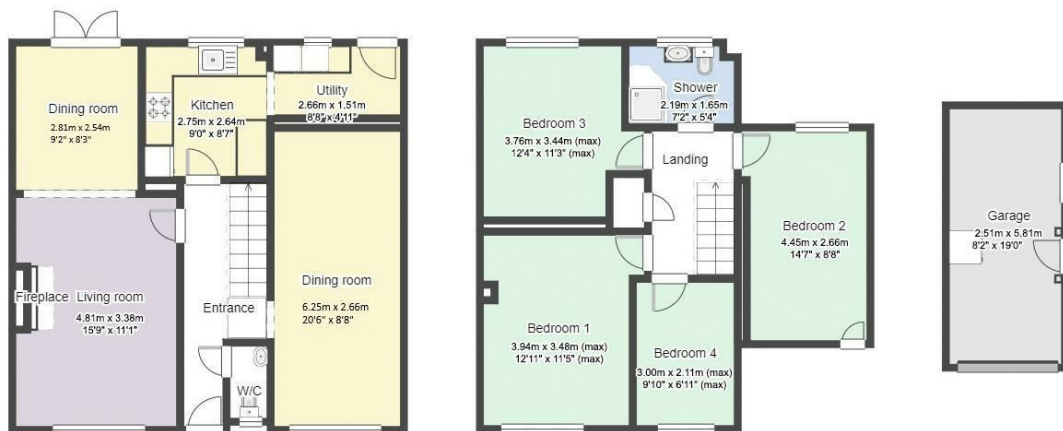 Dining room
2.81m x 2.54m
9'2" x 8'3"
Kitchen
2.75m x 2.64m
9'0" x 8'7"
Utility
2.66m x 1.51m
8'8" x 4'11"
Fireplace
Living room
4.81m x 3.38m
15'9" x 11'1"
Entrance
W/C
Dining room
6.25m x 2.66m
20'6" x 8'8"
Bedroom 3
3.76m x 3.44m (max)
12'4" x 11'3" (max)
Shower
2.19m x 1.65m
7'2" x 5'4"
Landing
Bedroom 2
4.45m x 2.66m
14'7" x 8'8"
Bedroom 1
3.94m x 3.48m (max)
12'11" x 11'5" (max)
Bedroom 4
3.00m x 2.11m (max)
9'10" x 6'11" (max)
Garage
2.51m x 5.81m
8'2" x 19'0"